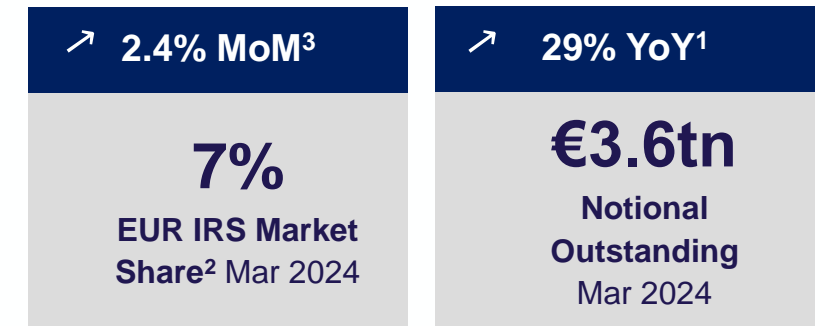 ↗ 2.4% MoM³
7%
EUR IRS Market
Share² Mar 2024
↗ 29% YoY¹
€3.6tn
Notional
Outstanding
Mar 2024